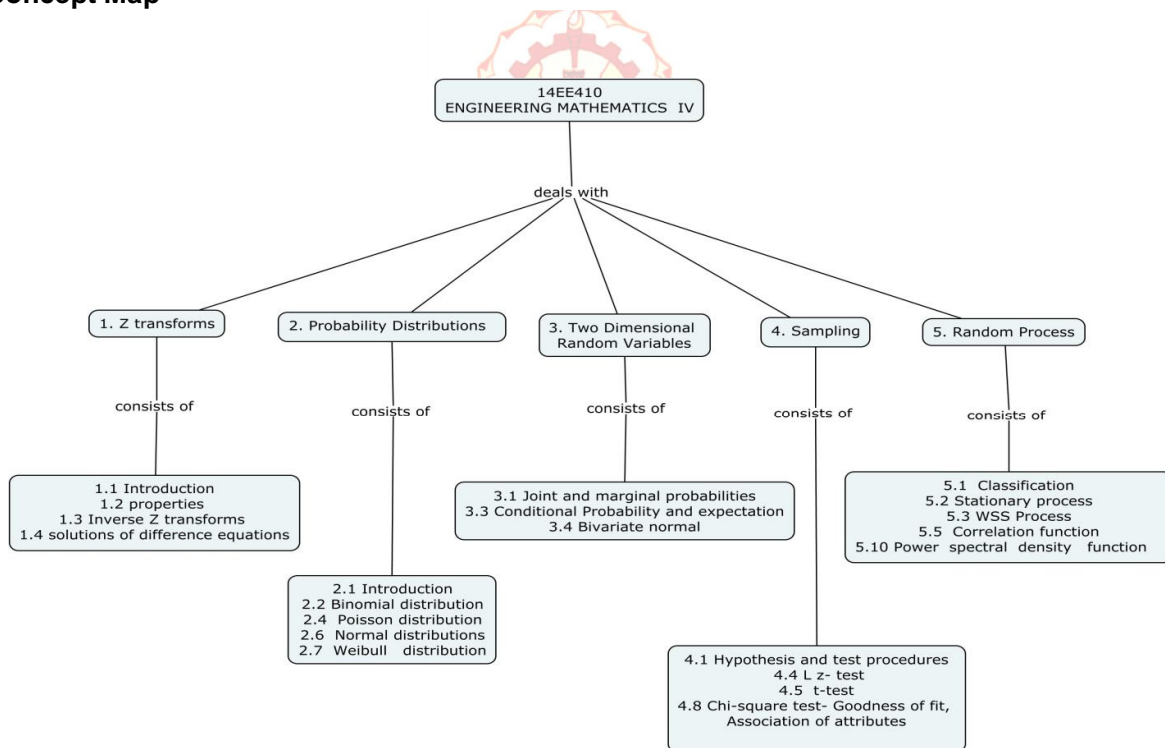 Concept Map
14EE410
ENGINEERING MATHEMATICS IV
deals with
1. Z transforms
2. Probability Distributions
3. Two Dimensional
Random Variables
4. Sampling
5. Random Process
consists of
consists of
consists of
consists of
consists of
1.1 Introduction
1.2 properties
1.3 Inverse Z transforms
1.4 solutions of difference equations
2.1 Introduction
2.2 Binomial distribution
2.4 Poisson distribution
2.6 Normal distributions
2.7 Weibull distribution
3.1 Joint and marginal probabilities
3.3 Conditional Probability and expectation
3.4 Bivariate normal
4.1 Hypothesis and test procedures
4.4 L z- test
4.5 t-test
4.8 Chi-square test- Goodness of fit,
Association of attributes
5.1 Classification
5.2 Stationary process
5.3 WSS Process
5.5 Correlation function
5.10 Power spectral density function